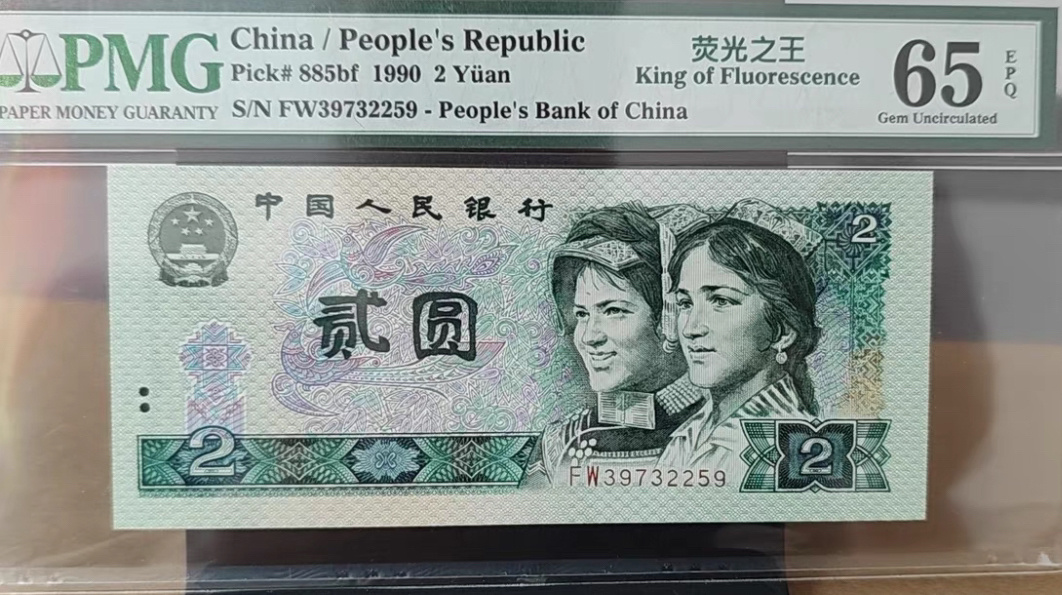 PMG
PAPER MONEY GUARANTY
China / People's Republic
Pick# 885bf 1990 2 Yüan
S/N FW39732259 - People's Bank of China
荧光之王
King of Fluorescence
65
EPQ
Gem Uncirculated
中国人民银行
2
贰圆
2
FW39732259
2